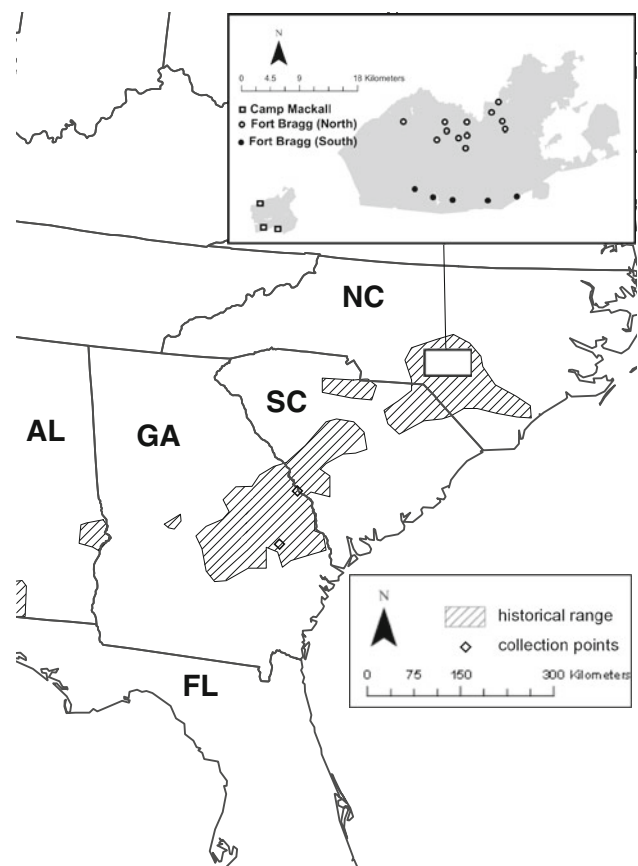 N
0 4.5 9 18 Kilometers
Camp Mackall
Fort Bragg (North)
Fort Bragg (South)
NC
SC
AL
GA
FL
N
historical range
collection points
0 75 150 300 Kilometers